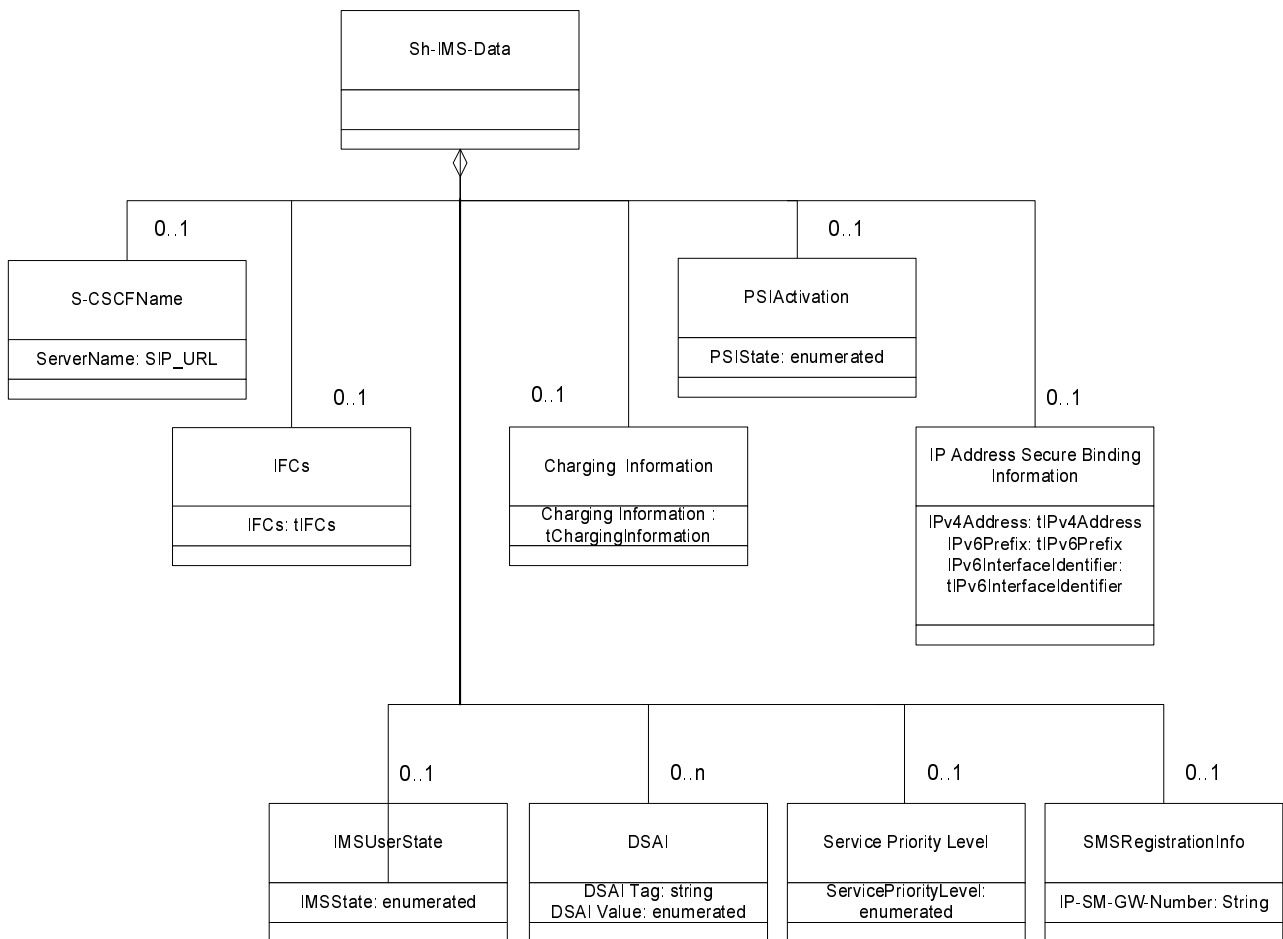 Sh-IMS-Data
0..1
0..1
S-CSCFName
ServerName: SIP_URL
PSIActivation
PSIState: enumerated
0..1
0..1
0..1
IFCs
IFCs: tIFCs
Charging Information
Charging Information :
tChargingInformation
IP Address Secure Binding
Information
IPv4Address: tIPv4Address
IPv6Prefix: tIPv6Prefix
IPv6InterfaceIdentifier:
tIPv6InterfaceIdentifier
0..1
0..n
0..1
0..1
IMSUserState
IMSState: enumerated
DSAI
DSAI Tag: string
DSAI Value: enumerated
Service Priority Level
ServicePriorityLevel:
enumerated
SMSRegistrationInfo
IP-SM-GW-Number: String